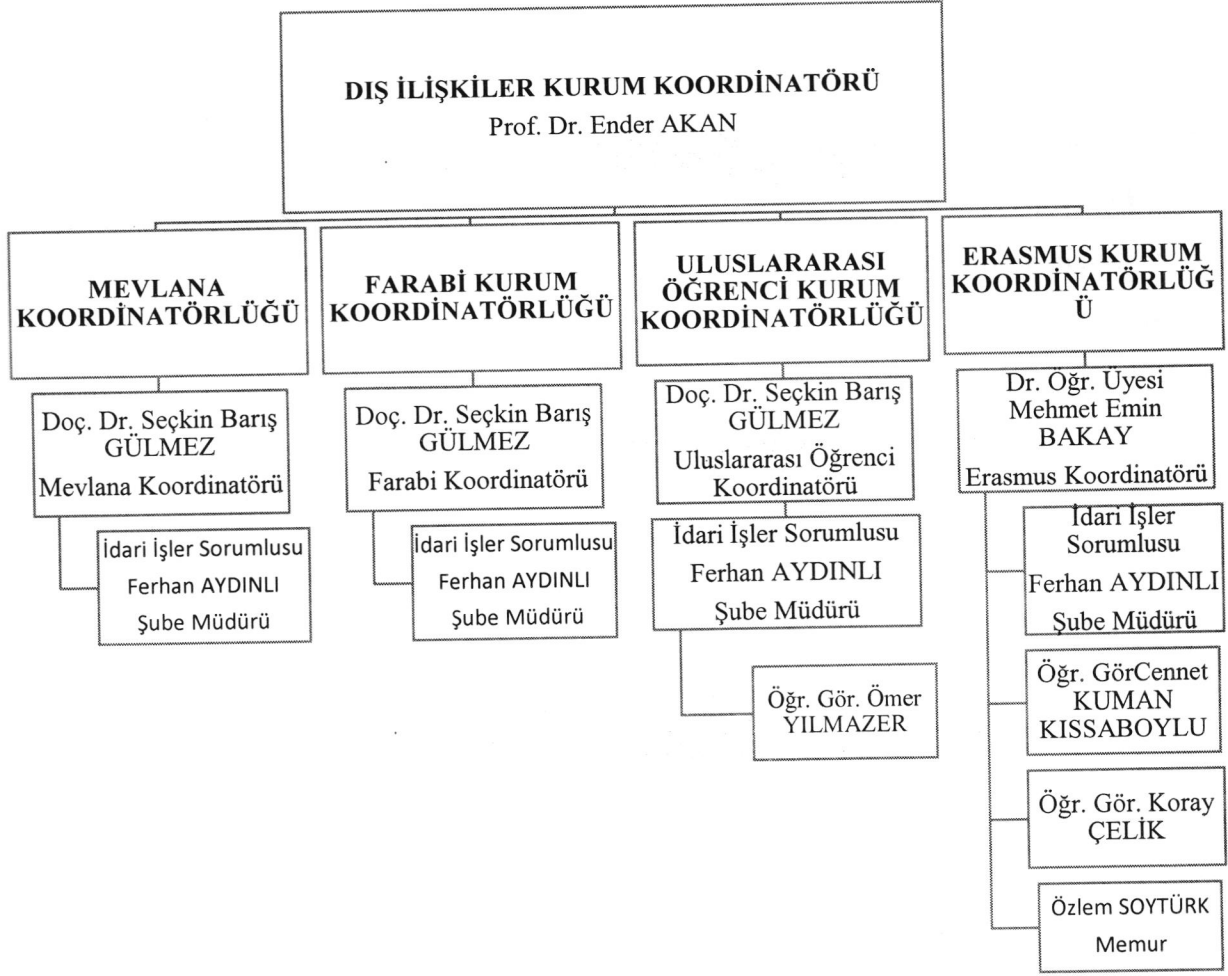 DIŞ İLİŞKİLER KURUM KOORDİNATÖRÜ
Prof. Dr. Ender AKAN
MEVLANA
KOORDİNATÖRLÜĞÜ
Doç. Dr. Seçkin Barış
GÜLMEZ
Mevlana Koordinatörü
İdari İşler Sorumlusu
Ferhan AYDINLI
Şube Müdürü
FARABİ KURUM
KOORDİNATÖRLÜĞÜ
Doç. Dr. Seçkin Barış
GÜLMEZ
Farabi Koordinatörü
İdari İşler Sorumlusu
Ferhan AYDINLI
Şube Müdürü
ULUSLARARASI
ÖĞRENCİ KURUM
KOORDİNATÖRLÜĞÜ
Doç. Dr. Seçkin Barış
GÜLMEZ
Uluslararası Öğrenci
Koordinatörü
İdari İşler Sorumlusu
Ferhan AYDINLI
Şube Müdürü
Öğr. Gör. Ömer
YILMAZER
ERASMUS KURUM
KOORDİNATÖRLÜĞ
Ü
Dr. Öğr. Üyesi
Mehmet Emin
BAKAY
Erasmus Koordinatörü
İdari İşler
Sorumlusu
Ferhan AYDINLI
Şube Müdürü
Öğr. GörCennet
KUMAN
KISSABOYLU
Öğr. Gör. Koray
ÇELİK
Özlem SOYTÜRK
Memur